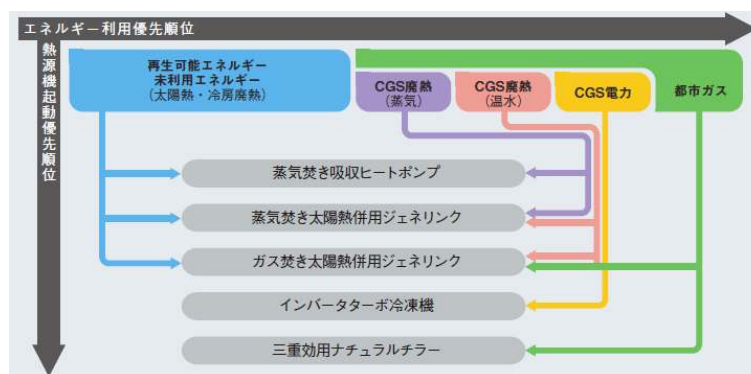 エネルギー利用優先順位
熱源機起動優先順位
再生可能エネルギー
未利用エネルギー
(太陽熱・冷房廃熱)
CGS廃熱
(蒸気)
CGS廃熱
(温水)
CGS電力
都市ガス
蒸気焚き吸収ヒートポンプ
蒸気焚き太陽熱併用ジェネリンク
ガス焚き太陽熱併用ジェネリンク
インバータターボ冷凍機
三重効用ナチュラルチラー